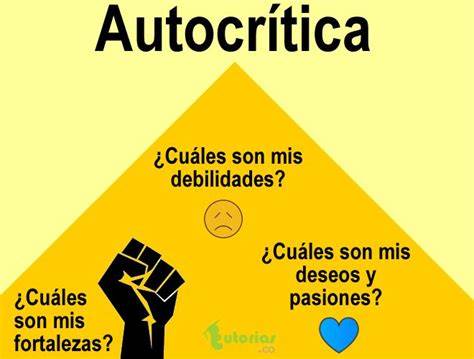 Autocrítica
¿Cuáles son mis
debilidades?
¿Cuáles son mis
deseos y
pasiones?
¿Cuáles
son mis
fortalezas?
tutorias
.co